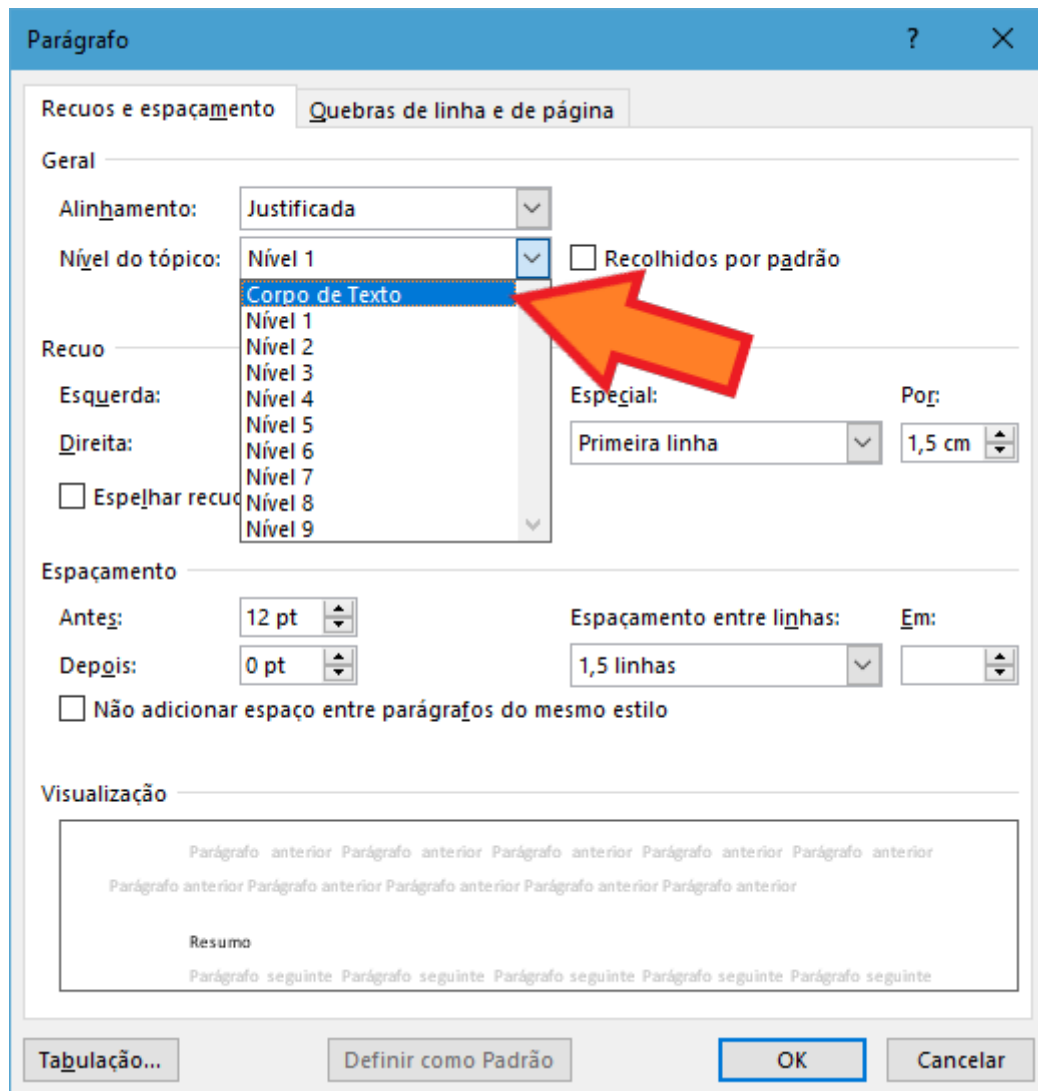 Parágrafo ?
Recuos e espaçamento Quebras de linha e de página
Geral
Alinhamento: Justificada
Nível do tópico: Nível 1 Recolhidos por padrão
Corpo de Texto
Nível 1
Nível 2
Recuo
Nível 3
Esquerda: Nível 4 Especial: Por:
Nível 5
Direita: Nível 6 Primeira linha 1,5 cm
Nível 7
Espelhar recuo Nível 8
Nível 9
Espaçamento
Antes: 12 pt Espaçamento entre linhas: Em:
Depois: 0 pt 1,5 linhas
Não adicionar espaço entre parágrafos do mesmo estilo
Visualização
Parágrafo anterior Parágrafo anterior Parágrafo anterior Parágrafo anterior Parágrafo anterior
Parágrafo anterior Parágrafo anterior Parágrafo anterior Parágrafo anterior Parágrafo anterior
Resumo
Parágrafo seguinte Parágrafo seguinte Parágrafo seguinte Parágrafo seguinte Parágrafo seguinte
Tabulação... Definir como Padrão OK Cancelar